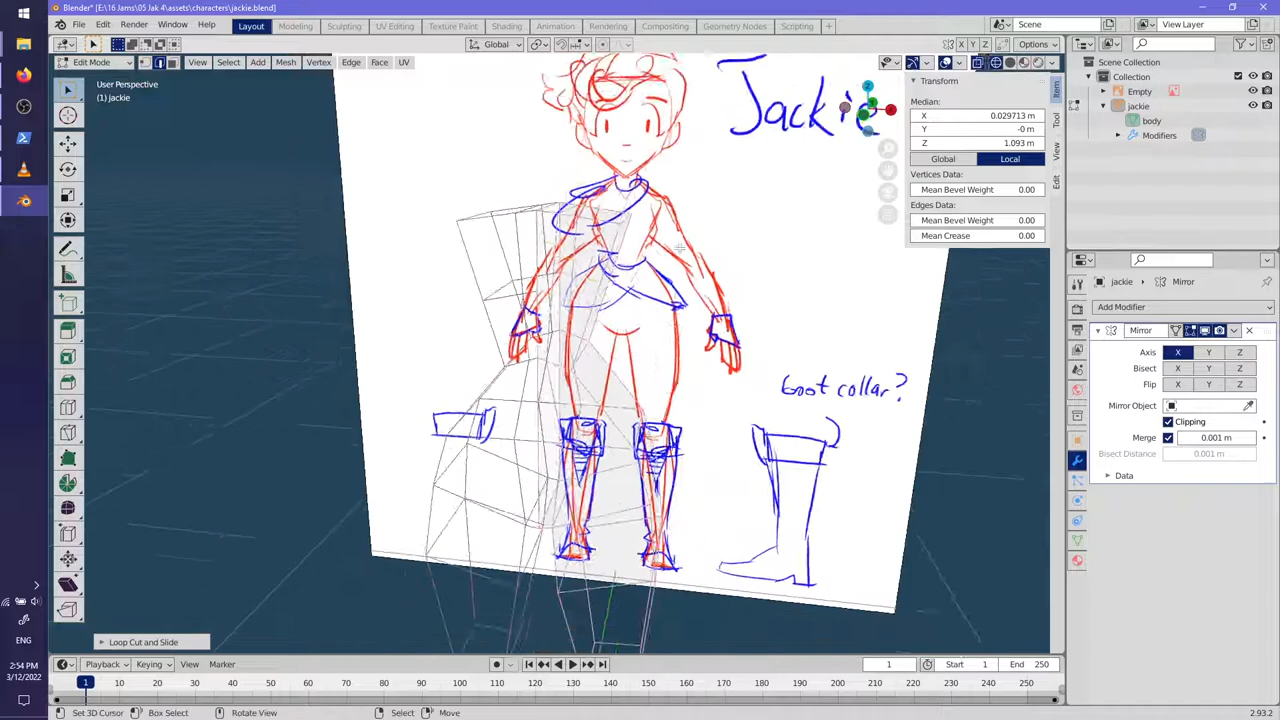 Blender* [E:\16 Jams\05 Jak 4\assets\characters\jackie.blend]
File Edit Render Window Help Layout Modeling Sculpting UV Editing Texture Paint Shading Animation Rendering Compositing Geometry Nodes Scripting + Scene View Layer
Global Options
Edit Mode View Select Add Mesh Vertex Edge Face UV X Y Z
User Perspective
(1) jackie
Jackie
boot collar?
Transform
Median:
X 0.029713 m
Y -0 m
Z 1.093 m
Global Local
Vertices Data:
Mean Bevel Weight 0.00
Edges Data:
Mean Bevel Weight 0.00
Mean Crease 0.00
Item
Tool
View
Edit
Scene Collection
Collection
Empty
jackie
body
Modifiers
jackie Mirror
Add Modifier
Mirror
Axis X Y Z
Bisect X Y Z
Flip X Y Z
Mirror Object
Clipping
Merge 0.001 m
Bisect Distance 0.001 m
Data
Loop Cut and Slide
Playback Keying View Marker 1 Start 1 End 250
1 10 20 30 40 50 60 70 80 90 100 110 120 130 140 150 160 170 180 190 200 210 220 230 240 250
Set 3D Cursor Box Select Rotate View Select Move 2.93.2
ENG
2:54 PM
3/12/2022